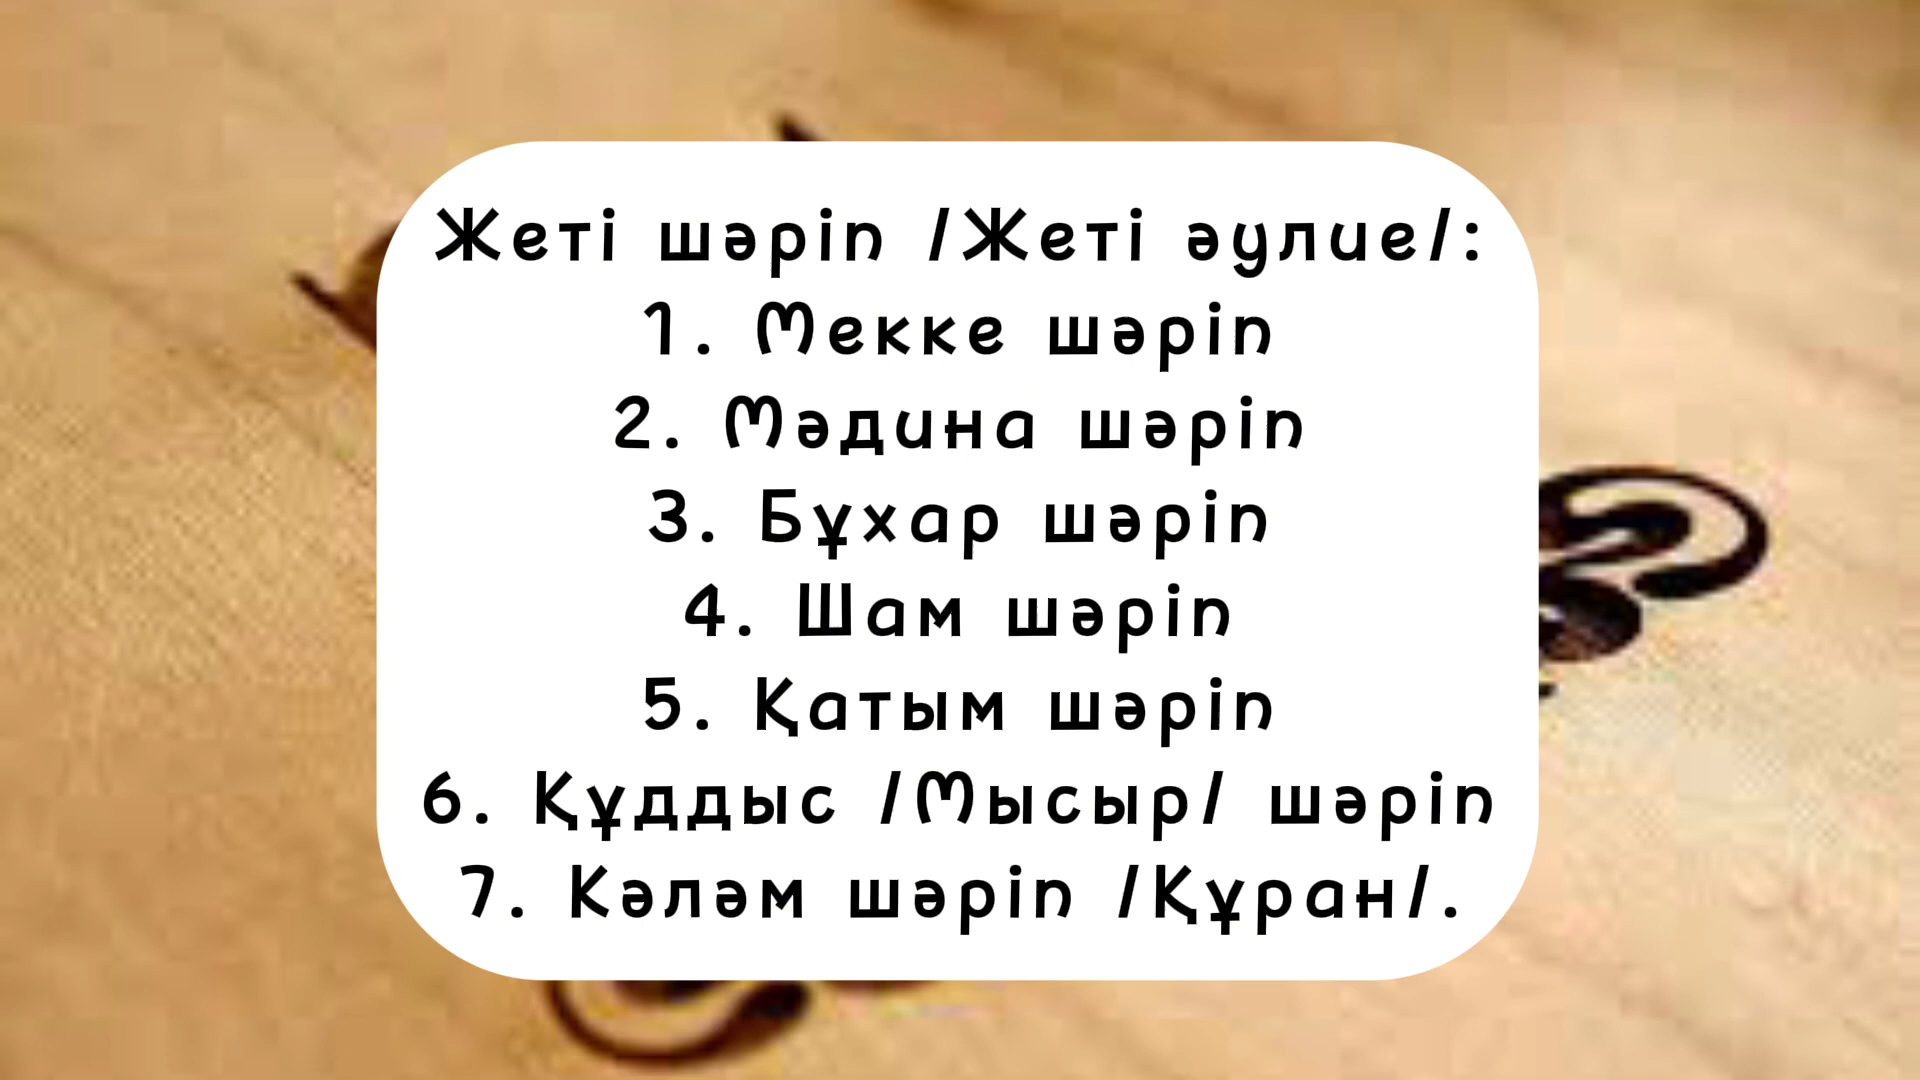 Жеті шәріп /Жеті әулие/:
1. Мекке шәріп
2. Мәдина шәріп
3. Бұхар шәріп
4. Шам шәріп
5. Қатым шәріп
6. Құддыс /Мысыр/ шәріп
7. Кәләм шәріп /Құран/.